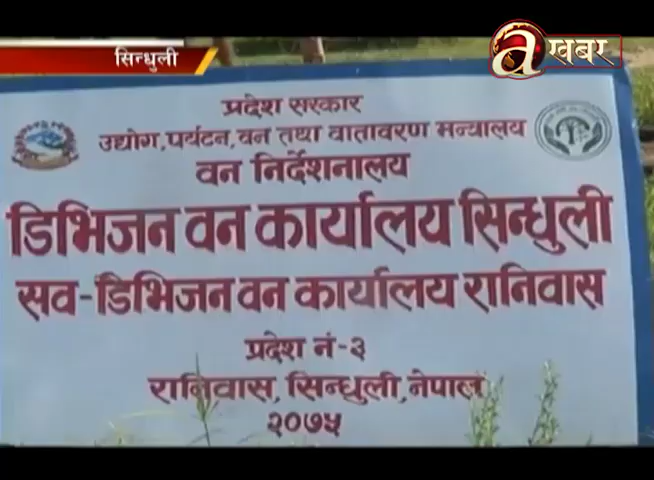 सिन्धुली
a खबर
प्रदेश सरकार
उद्योग, पर्यटन, वन तथा वातावरण मन्त्रालय
वन निर्देशनालय
डिभिजन वन कार्यालय सिन्धुली
सव-डिभिजन वन कार्यालय रानिवास
प्रदेश नं-३
रानिवास, सिन्धुली, नेपाल
२०७५